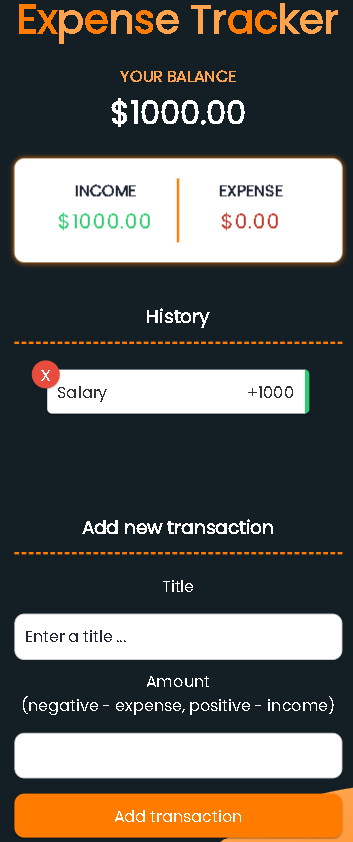 Expense Tracker
YOUR BALANCE
$1000.00
INCOME
EXPENSE
$1000.00
$0.00
History
X
Salary
+1000
Add new transaction
Title
Enter a title ...
Amount
(negative - expense, positive - income)
Add transaction